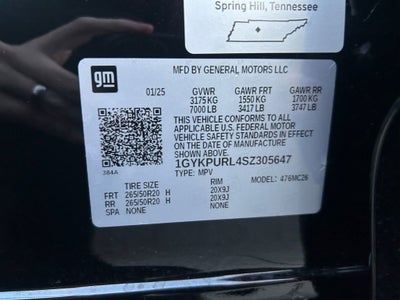 Spring Hill, Tennessee
gm
MFD BY GENERAL MOTORS LLC
01/25 GVWR GAWR FRT GAWR RR
3175 KG 1550 KG 1700 KG
7000 LB 3417 LB 3747 LB
THIS VEHICLE CONFORMS TO ALL
APPLICABLE U.S. FEDERAL MOTOR
VEHICLE SAFETY STANDARDS IN EFFECT
ON THE DATE OF MANUFACTURE
SHOWN ABOVE.
1GYKPURL4SZ305647
TYPE: MPV
384A
MODEL: 476MC26
TIRE SIZE RIM
FRT 265/50R20 H 20X9J
RR 265/50R20 H 20X9J
SPA NONE NONE